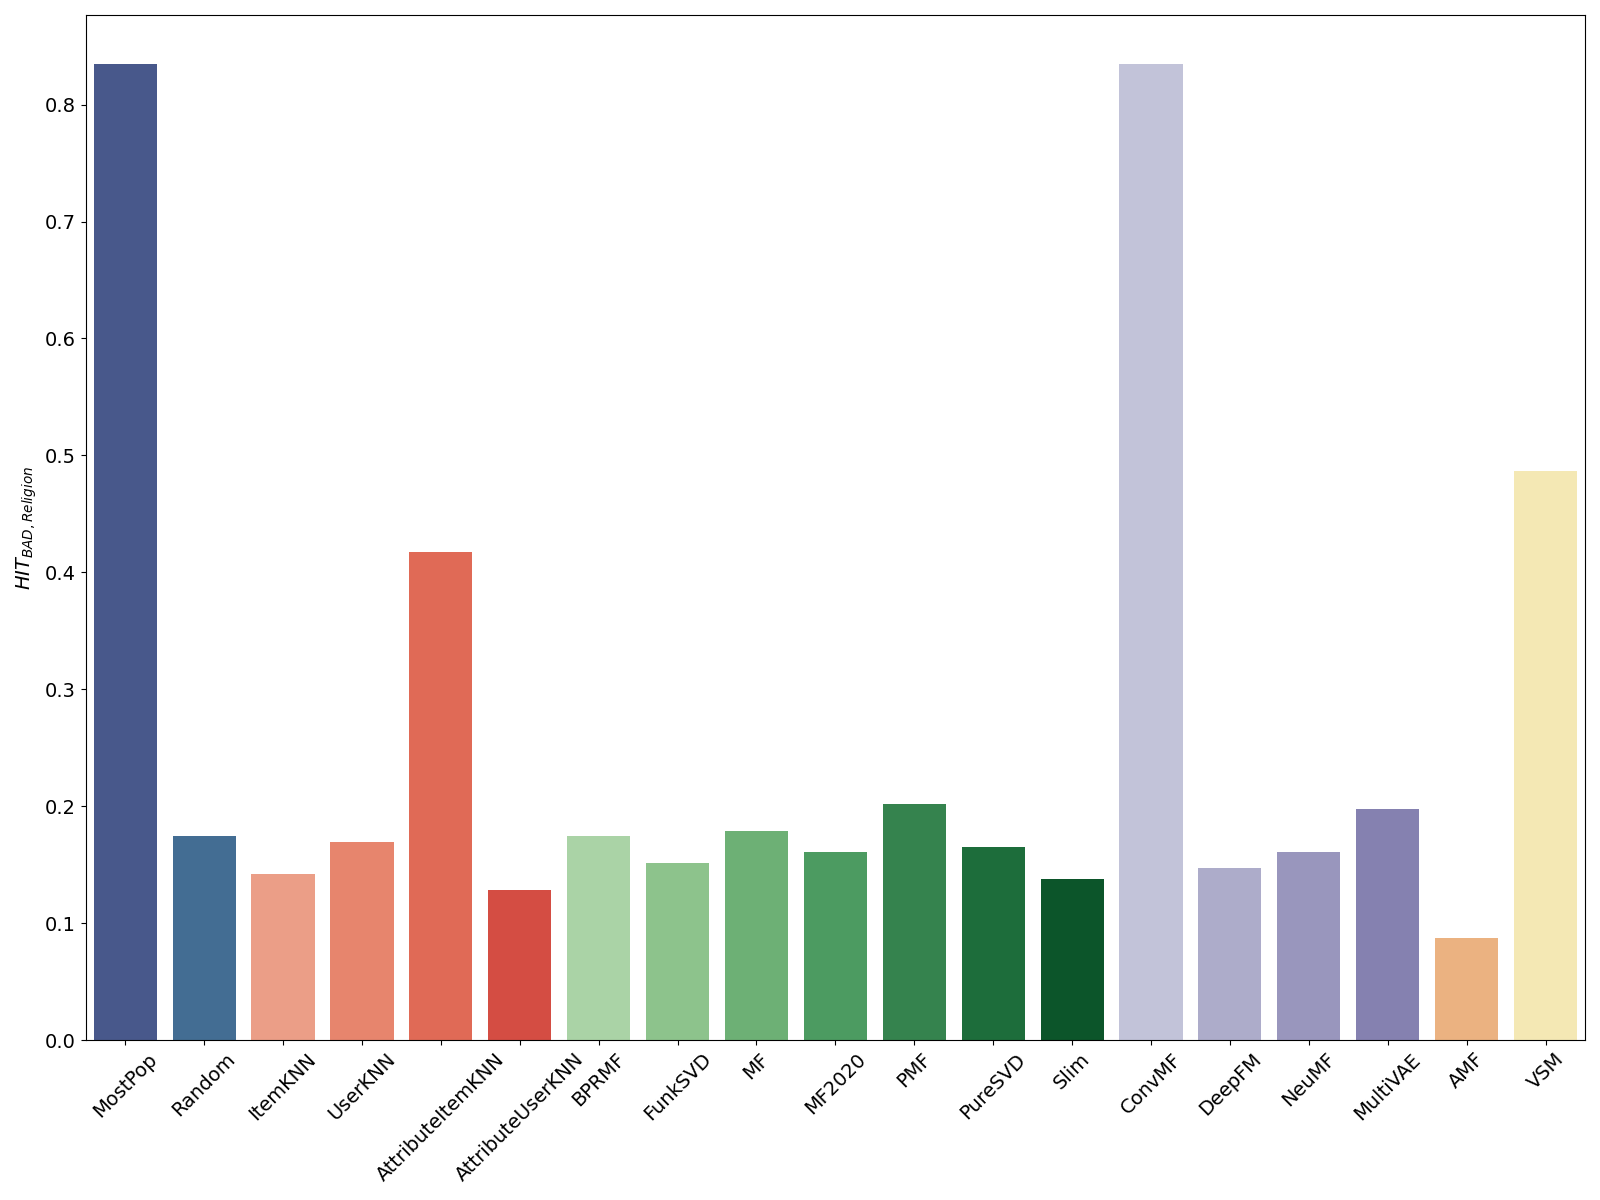 0.8
0.7
0.6
0.5
0.4
0.3
0.2
0.1
0.0
HIT_{BAD, Religion}
MostPop
Random
ItemKNN
UserKNN
AttributeItemKNN
AttributeUserKNN
BPRMF
FunkSVD
MF
MF2020
PMF
PureSVD
Slim
ConvMF
DeepFM
NeuMF
MultiVAE
AMF
VSM